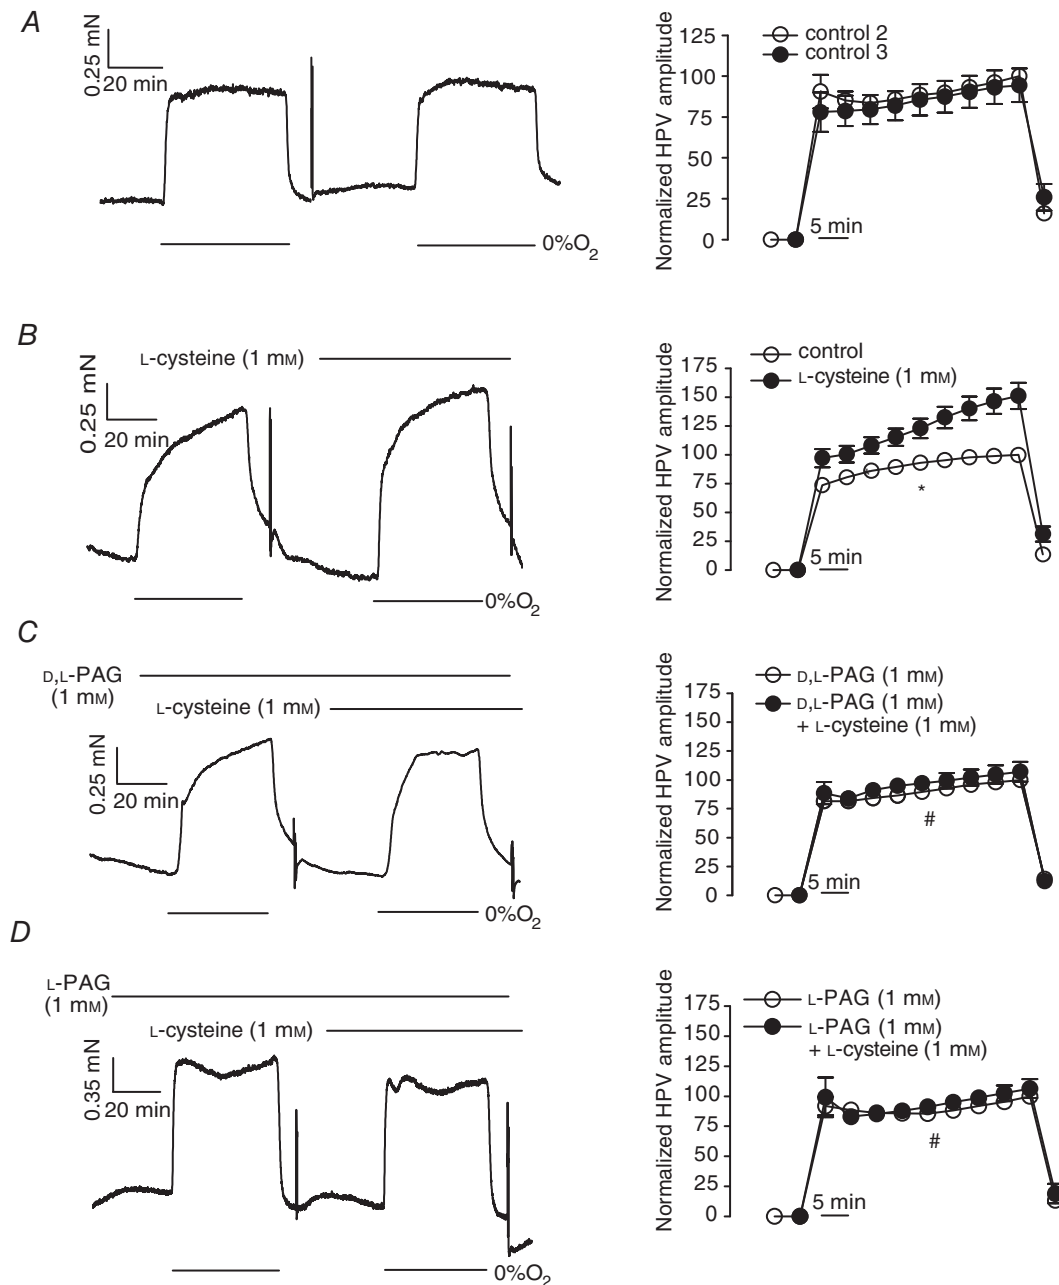 A
0.25 mN
20 min
0%O2
Normalized HPV amplitude
control 2
control 3
125
100
75
50
25
0
5 min
B
L-cysteine (1 mM)
0.25 mN
20 min
0%O2
Normalized HPV amplitude
control
L-cysteine (1 mM)
175
150
125
100
75
50
25
0
*
5 min
C
D,L-PAG
(1 mM)
L-cysteine (1 mM)
0.25 mN
20 min
0%O2
Normalized HPV amplitude
D,L-PAG (1 mM)
D,L-PAG (1 mM)
+ L-cysteine (1 mM)
175
150
125
100
75
50
25
0
#
5 min
D
L-PAG
(1 mM)
L-cysteine (1 mM)
0.35 mN
20 min
0%O2
Normalized HPV amplitude
L-PAG (1 mM)
L-PAG (1 mM)
+ L-cysteine (1 mM)
175
150
125
100
75
50
25
0
#
5 min